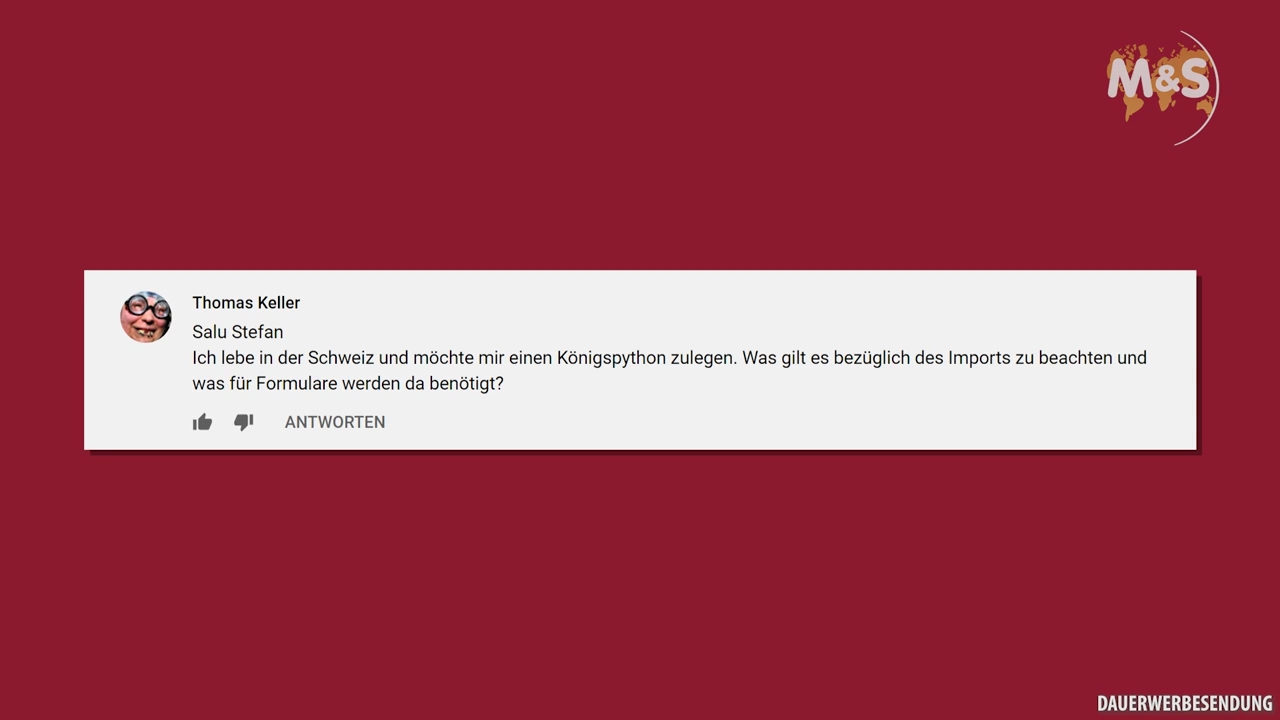 M&S
Thomas Keller
Salu Stefan
Ich lebe in der Schweiz und möchte mir einen Königspython zulegen. Was gilt es bezüglich des Imports zu beachten und
was für Formulare werden da benötigt?
ANTWORTEN
DAUERWERBESENDUNG